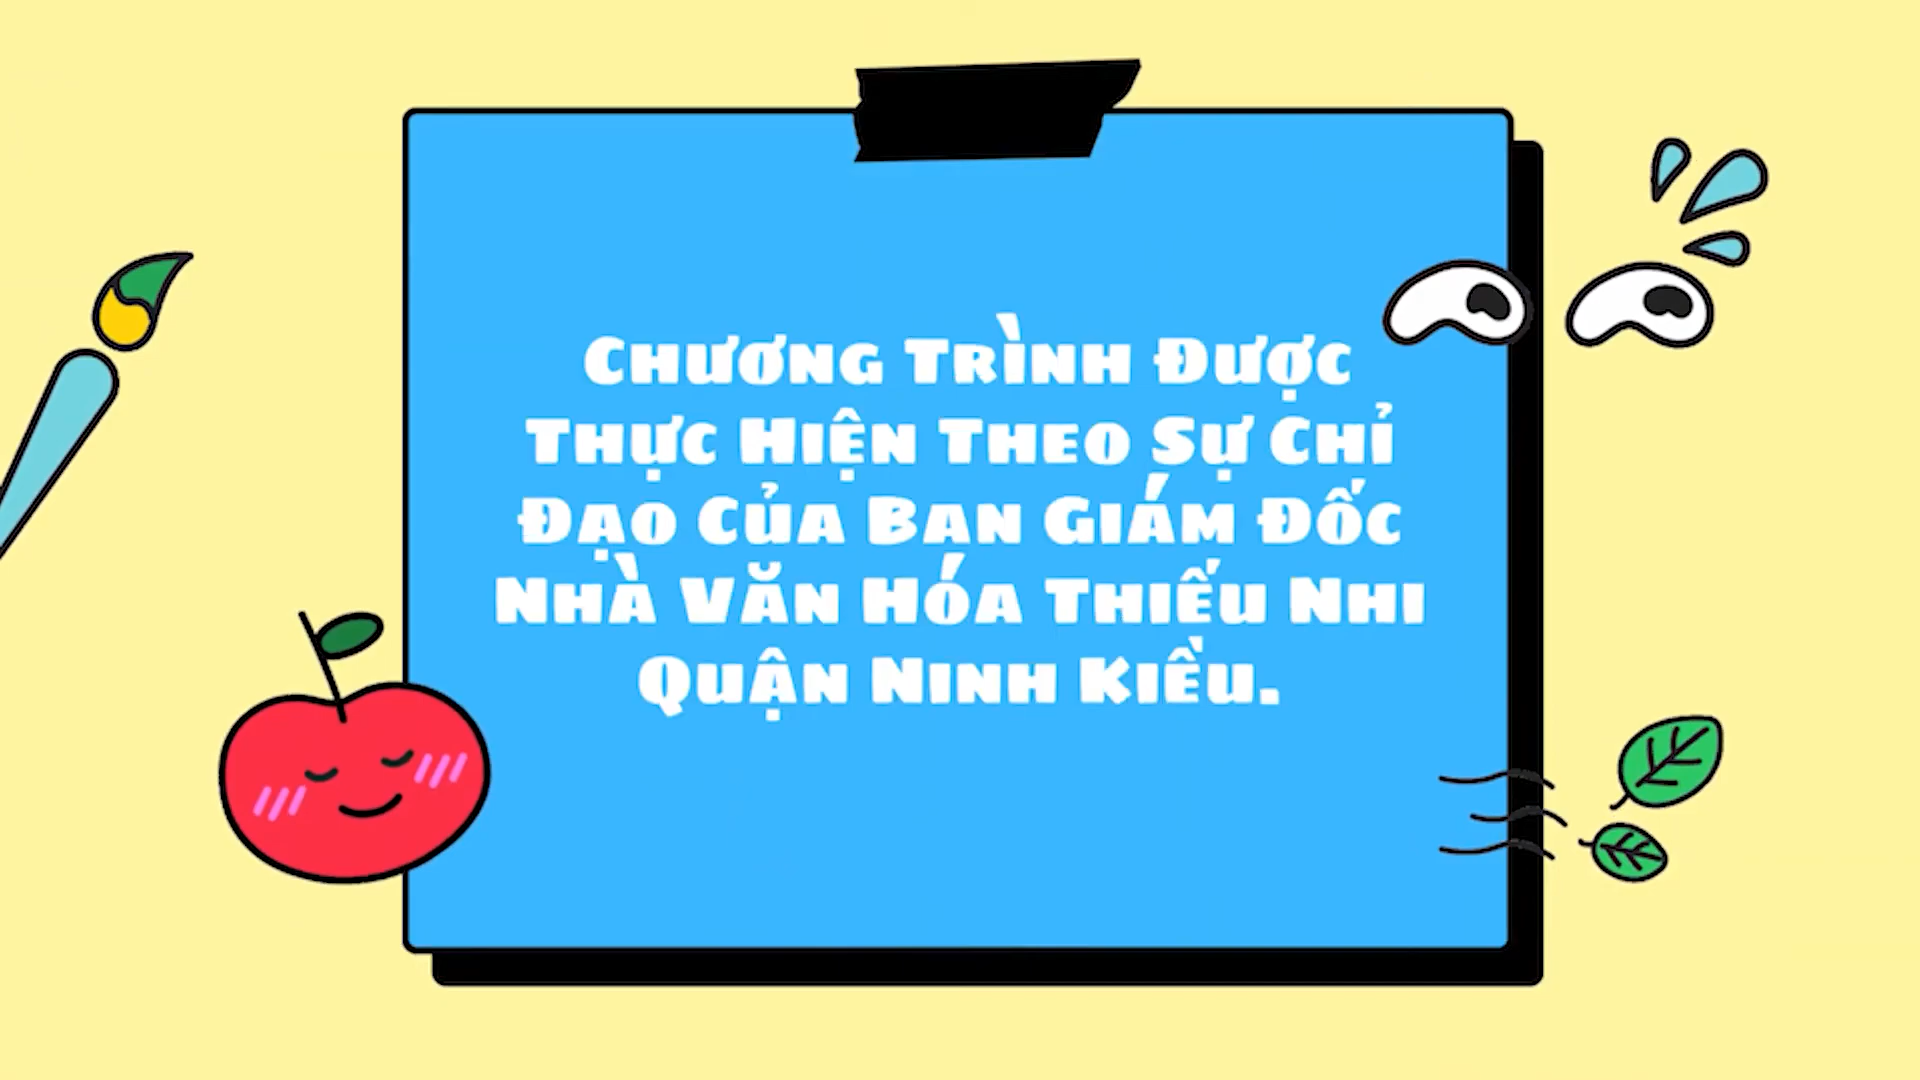 Chương Trình Được
Thực Hiện Theo Sự Chỉ
Đạo Của Ban Giám Đốc
Nhà Văn Hóa Thiếu Nhi
Quận Ninh Kiều.